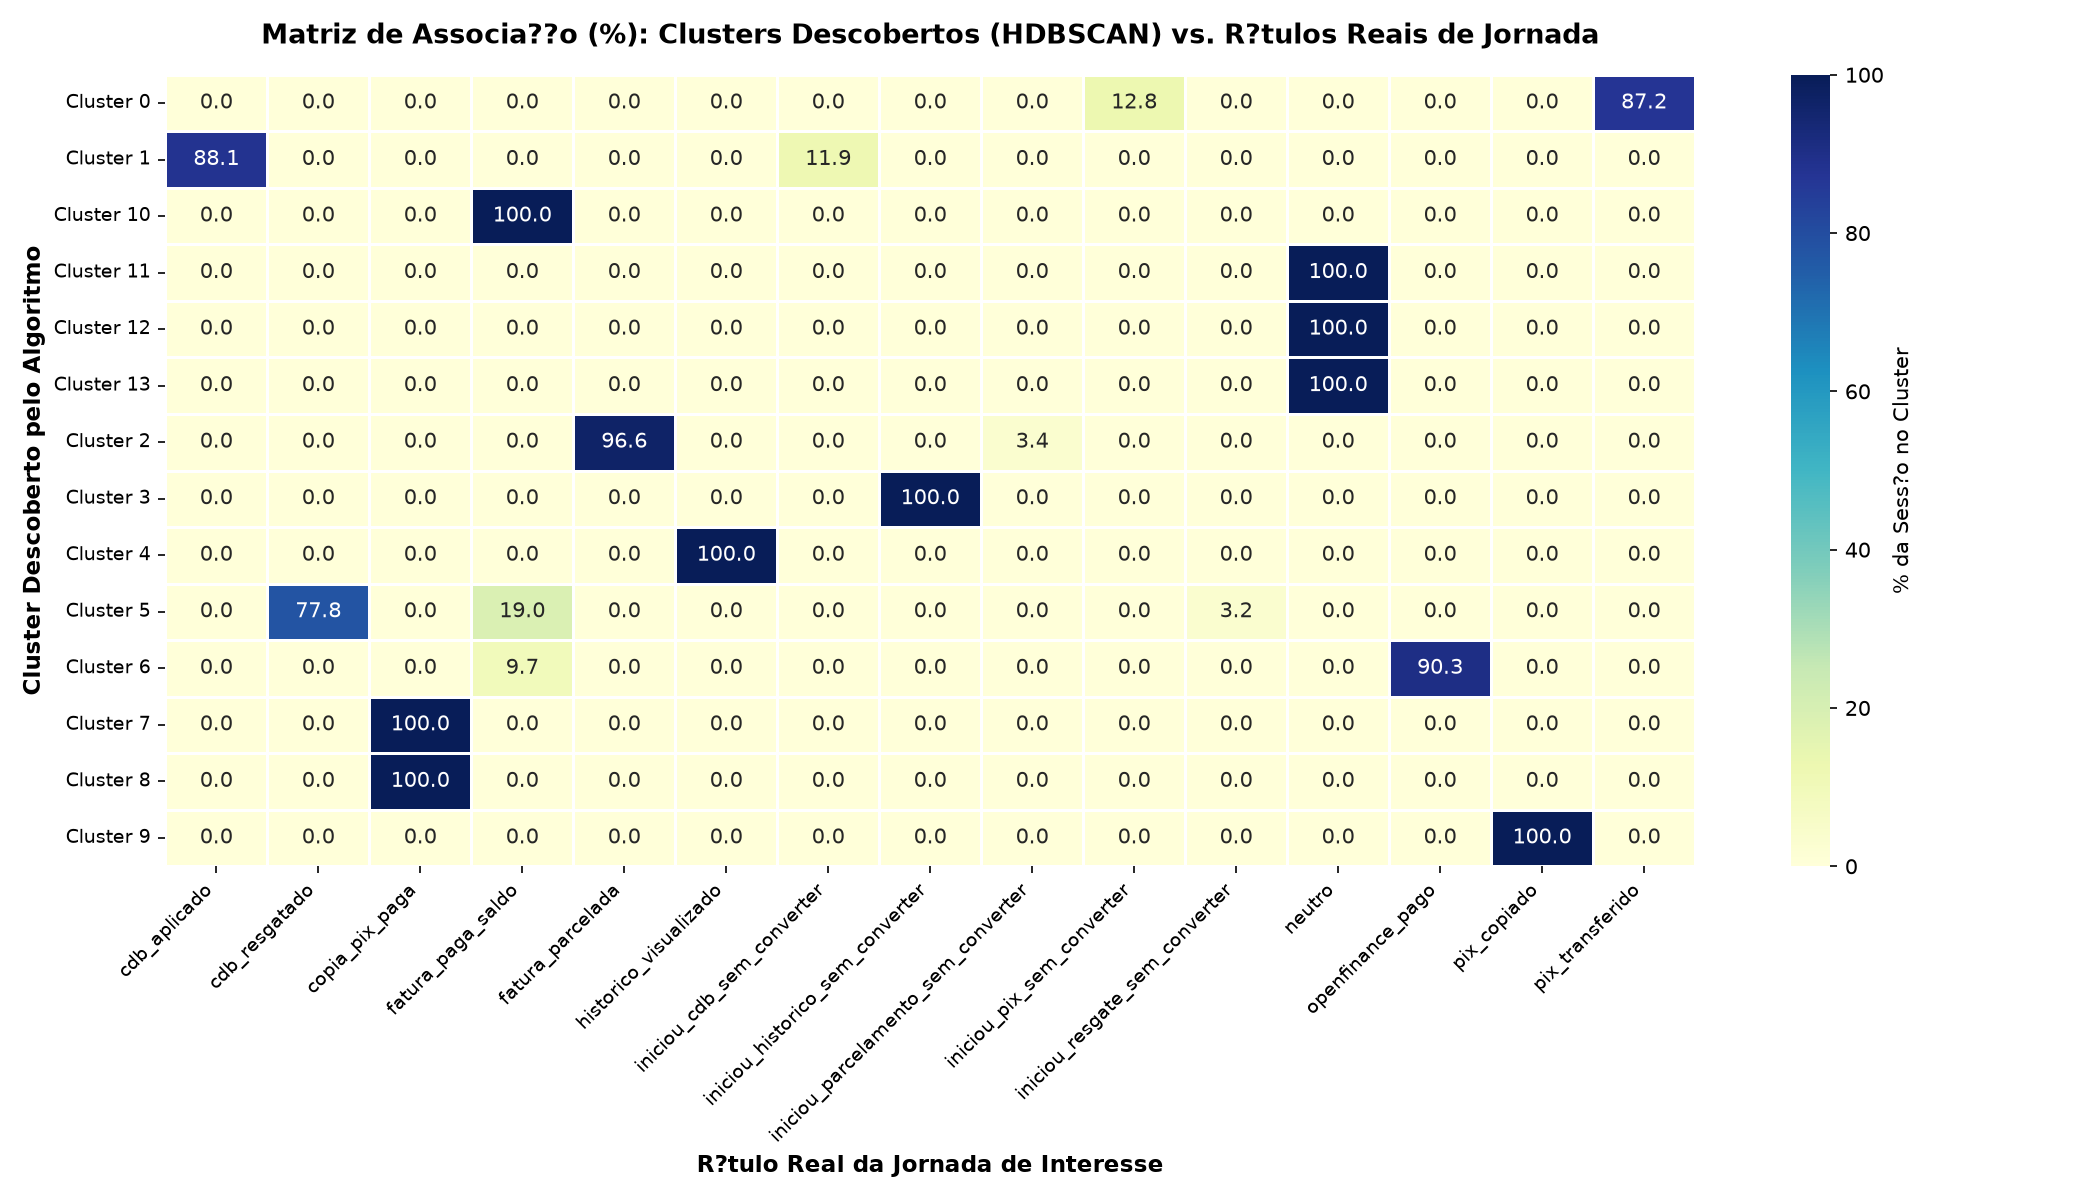 Matriz de Associa??o (%): Clusters Descobertos (HDBSCAN) vs. R?tulos Reais de Jornada
Cluster Descoberto pelo Algoritmo
Cluster 0 0.0 0.0 0.0 0.0 0.0 0.0 0.0 0.0 0.0 12.8 0.0 0.0 0.0 0.0 87.2
Cluster 1 88.1 0.0 0.0 0.0 0.0 0.0 11.9 0.0 0.0 0.0 0.0 0.0 0.0 0.0 0.0
Cluster 10 0.0 0.0 0.0 100.0 0.0 0.0 0.0 0.0 0.0 0.0 0.0 0.0 0.0 0.0 0.0
Cluster 11 0.0 0.0 0.0 0.0 0.0 0.0 0.0 0.0 0.0 0.0 0.0 100.0 0.0 0.0 0.0
Cluster 12 0.0 0.0 0.0 0.0 0.0 0.0 0.0 0.0 0.0 0.0 0.0 100.0 0.0 0.0 0.0
Cluster 13 0.0 0.0 0.0 0.0 0.0 0.0 0.0 0.0 0.0 0.0 0.0 100.0 0.0 0.0 0.0
Cluster 2 0.0 0.0 0.0 0.0 96.6 0.0 0.0 0.0 3.4 0.0 0.0 0.0 0.0 0.0 0.0
Cluster 3 0.0 0.0 0.0 0.0 0.0 0.0 0.0 100.0 0.0 0.0 0.0 0.0 0.0 0.0 0.0
Cluster 4 0.0 0.0 0.0 0.0 0.0 100.0 0.0 0.0 0.0 0.0 0.0 0.0 0.0 0.0 0.0
Cluster 5 0.0 77.8 0.0 19.0 0.0 0.0 0.0 0.0 0.0 0.0 3.2 0.0 0.0 0.0 0.0
Cluster 6 0.0 0.0 0.0 9.7 0.0 0.0 0.0 0.0 0.0 0.0 0.0 0.0 90.3 0.0 0.0
Cluster 7 0.0 0.0 100.0 0.0 0.0 0.0 0.0 0.0 0.0 0.0 0.0 0.0 0.0 0.0 0.0
Cluster 8 0.0 0.0 100.0 0.0 0.0 0.0 0.0 0.0 0.0 0.0 0.0 0.0 0.0 0.0 0.0
Cluster 9 0.0 0.0 0.0 0.0 0.0 0.0 0.0 0.0 0.0 0.0 0.0 0.0 0.0 100.0 0.0
cdb_aplicado
cdb_resgatado
copia_pix_paga
fatura_paga_saldo
fatura_parcelada
historico_visualizado
iniciou_cdb_sem_converter
iniciou_historico_sem_converter
iniciou_parcelamento_sem_converter
iniciou_pix_sem_converter
iniciou_resgate_sem_converter
neutro
openfinance_pago
pix_copiado
pix_transferido
R?tulo Real da Jornada de Interesse
100
80
60
40
20
0
% da Sess?o no Cluster